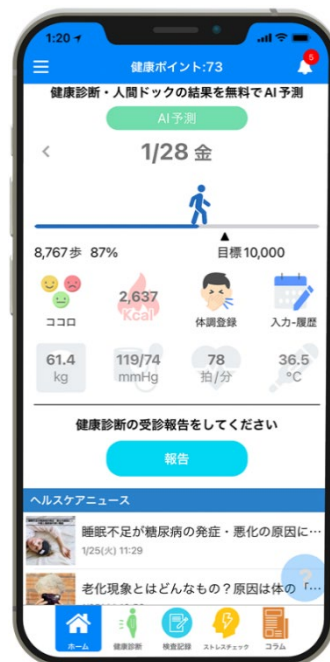 1:20
健康ポイント:73
5
健康診断・人間ドックの結果を無料でAI予測
AI予測
< 1/28 金
8,767歩 87% 目標10,000
ココロ 2,637 Kcal 体調登録 入力-履歴
61.4 kg 119/74 mmHg 78 拍/分 36.5 °C
健康診断の受診報告をしてください
報告
ヘルスケアニュース
睡眠不足が糖尿病の発症・悪化の原因に…
1/25(火) 11:29
老化現象とはどんなもの？原因は体の「…
?
ホーム 健康診断 検査記録 ストレスチェック コラム